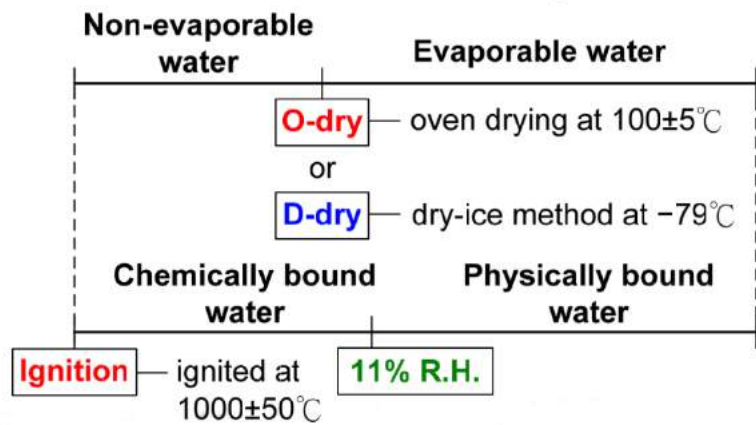 Non-evaporable
water
Evaporable water
O-dry
oven drying at 100±5℃
or
D-dry
dry-ice method at −79℃
Chemically bound
water
Physically bound
water
Ignition
ignited at
1000±50℃
11% R.H.